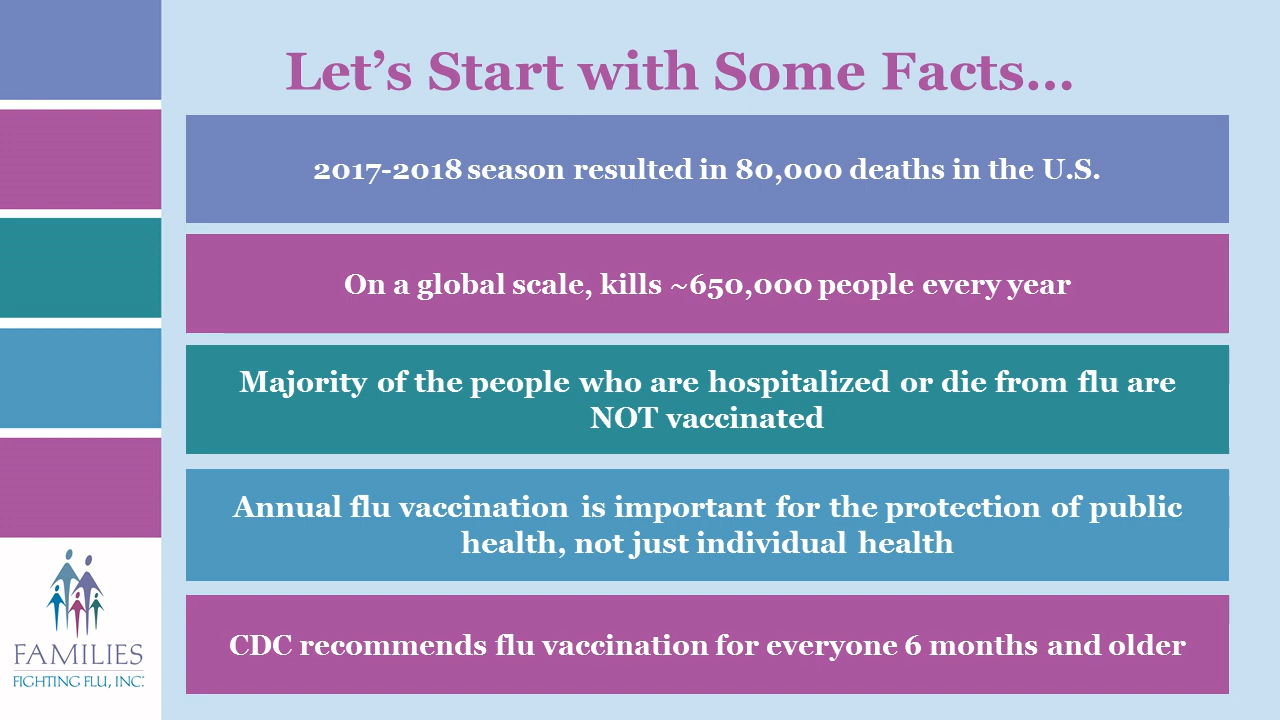 Let’s Start with Some Facts…
2017-2018 season resulted in 80,000 deaths in the U.S.
On a global scale, kills ~650,000 people every year
Majority of the people who are hospitalized or die from flu are
NOT vaccinated
Annual flu vaccination is important for the protection of public
health, not just individual health
CDC recommends flu vaccination for everyone 6 months and older
FAMILIES
FIGHTING FLU, INC.